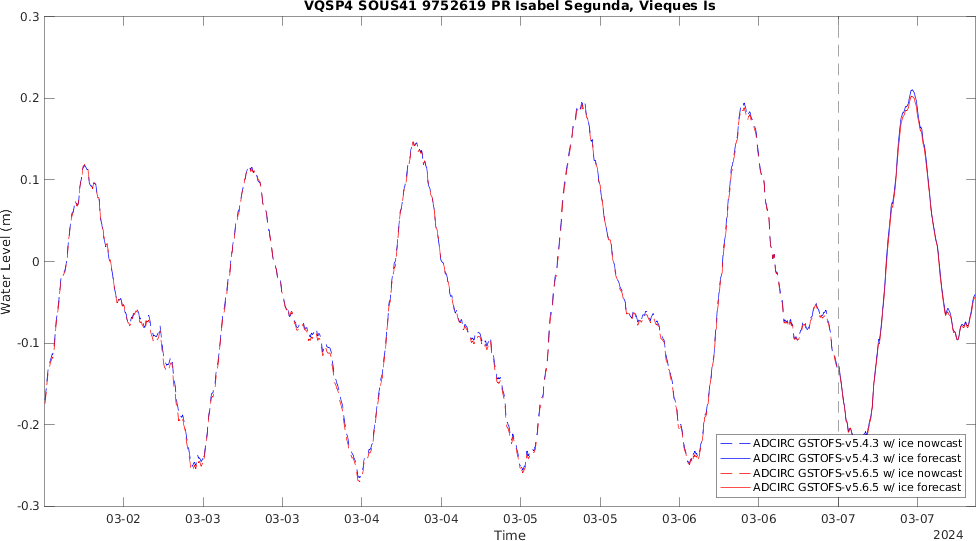 VQSP4 SOUS41 9752619 PR Isabel Segunda, Vieques Is
0.3
0.2
0.1
0
-0.1
-0.2
-0.3
Water Level (m)
ADCIRC GSTOFS-v5.4.3 w/ ice nowcast
ADCIRC GSTOFS-v5.4.3 w/ ice forecast
ADCIRC GSTOFS-v5.6.5 w/ ice nowcast
ADCIRC GSTOFS-v5.6.5 w/ ice forecast
03-02 03-03 03-03 03-04 03-04 03-05 03-05 03-06 03-06 03-07 03-07
Time
2024